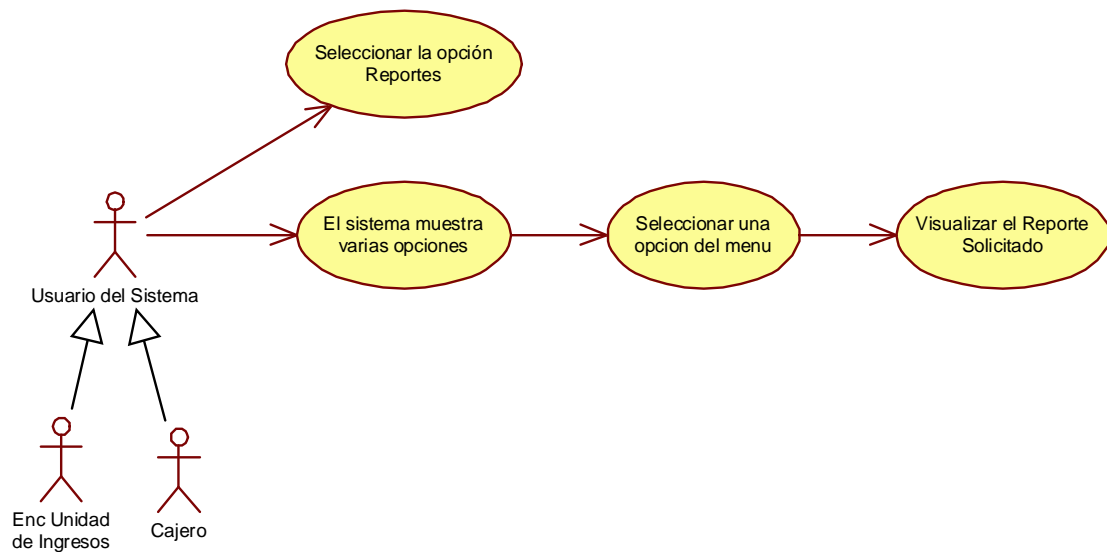 Seleccionar la opción
Reportes
El sistema muestra
varias opciones
Seleccionar una
opcion del menu
Visualizar el Reporte
Solicitado
Usuario del Sistema
Enc Unidad
de Ingresos
Cajero